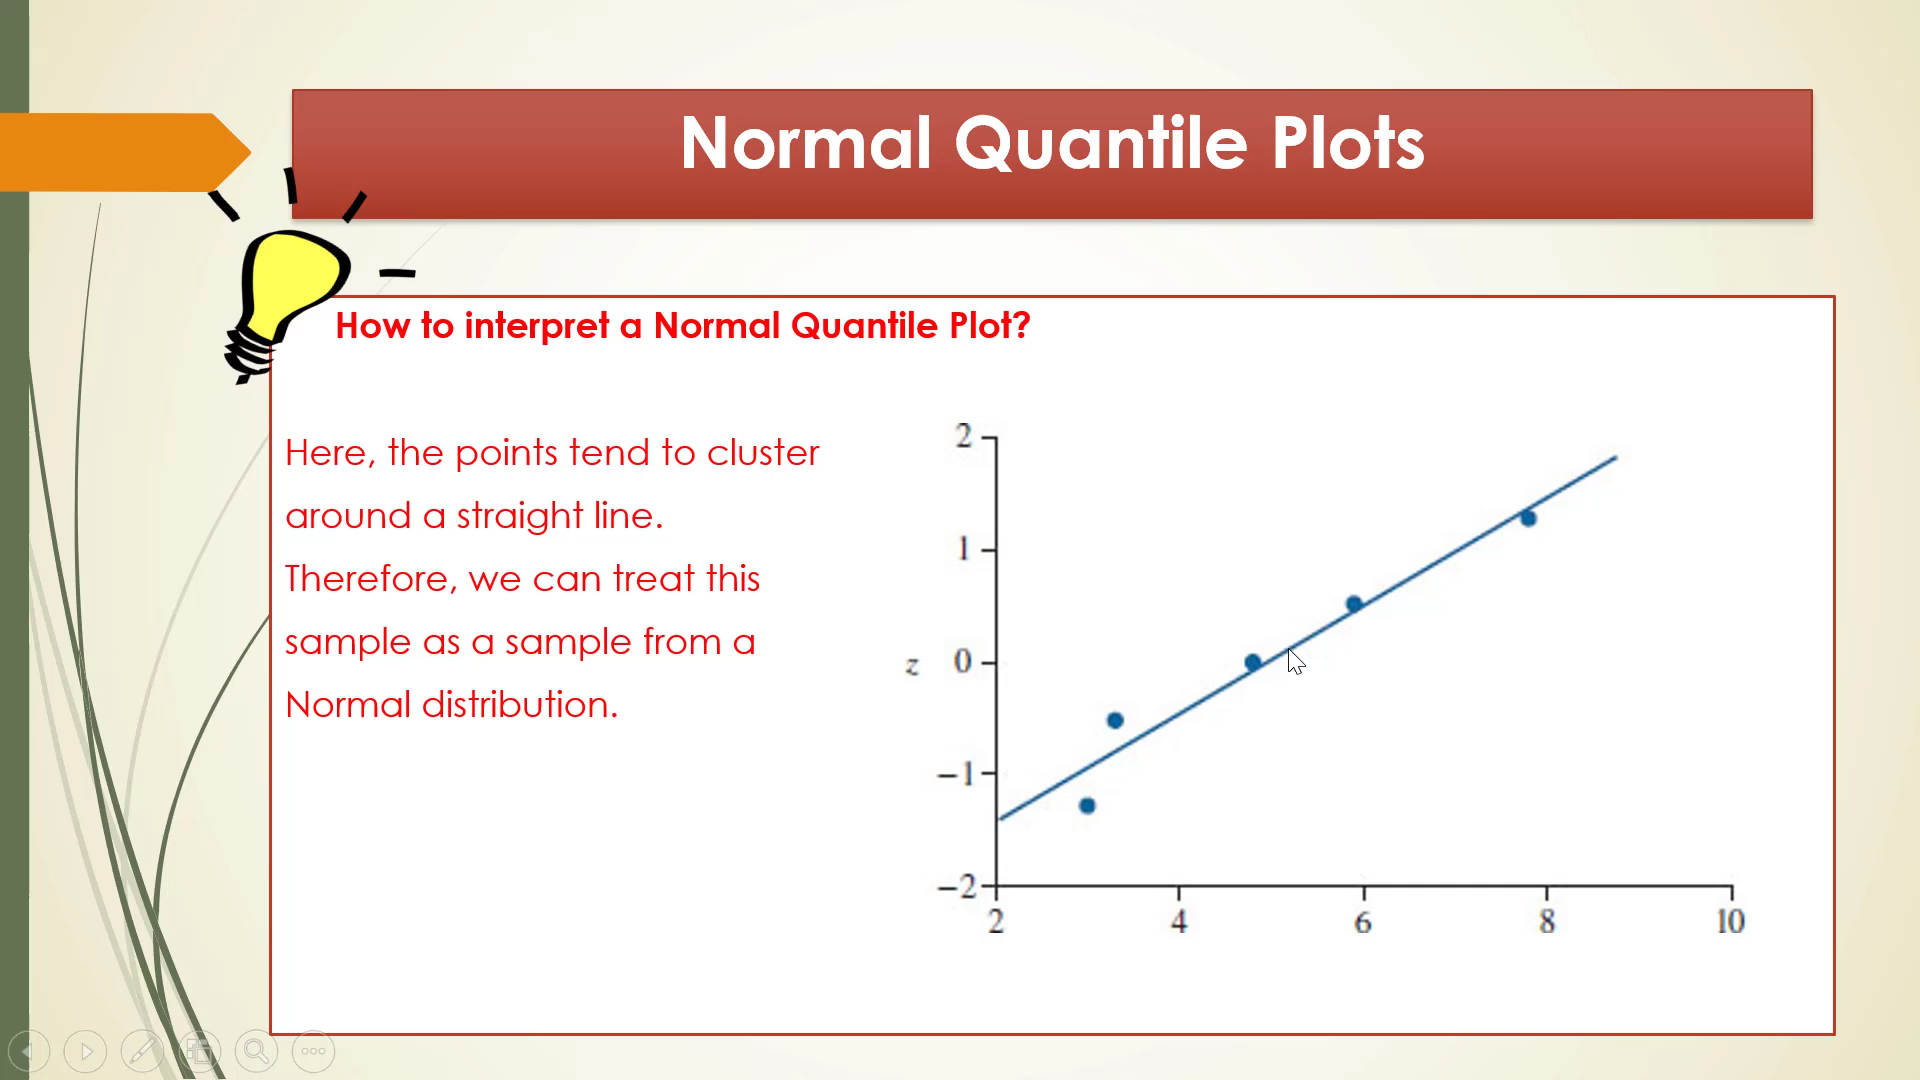 Normal Quantile Plots
How to interpret a Normal Quantile Plot?
Here, the points tend to cluster
around a straight line.
Therefore, we can treat this
sample as a sample from a
Normal distribution.
2
1
z 0
−1
−2
2 4 6 8 10